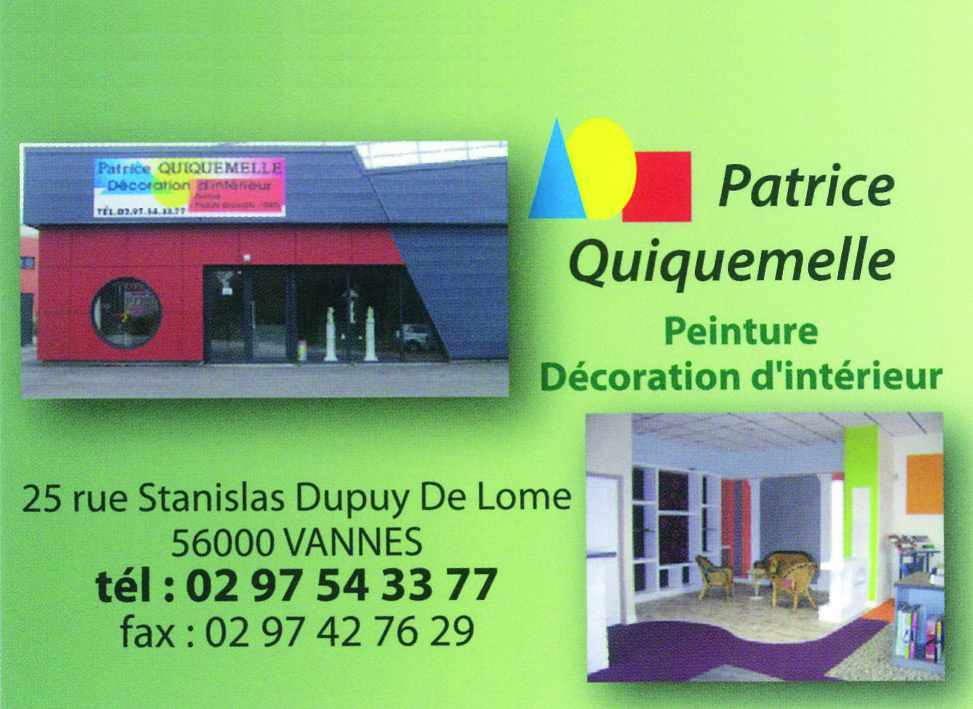 Patrice QUIQUEMELLE
Décoration d'intérieur
TÉL. 02.97.54.33.77
Patrice
Quiquemelle
Peinture
Décoration d'intérieur
25 rue Stanislas Dupuy De Lome
56000 VANNES
tél : 02 97 54 33 77
fax : 02 97 42 76 29